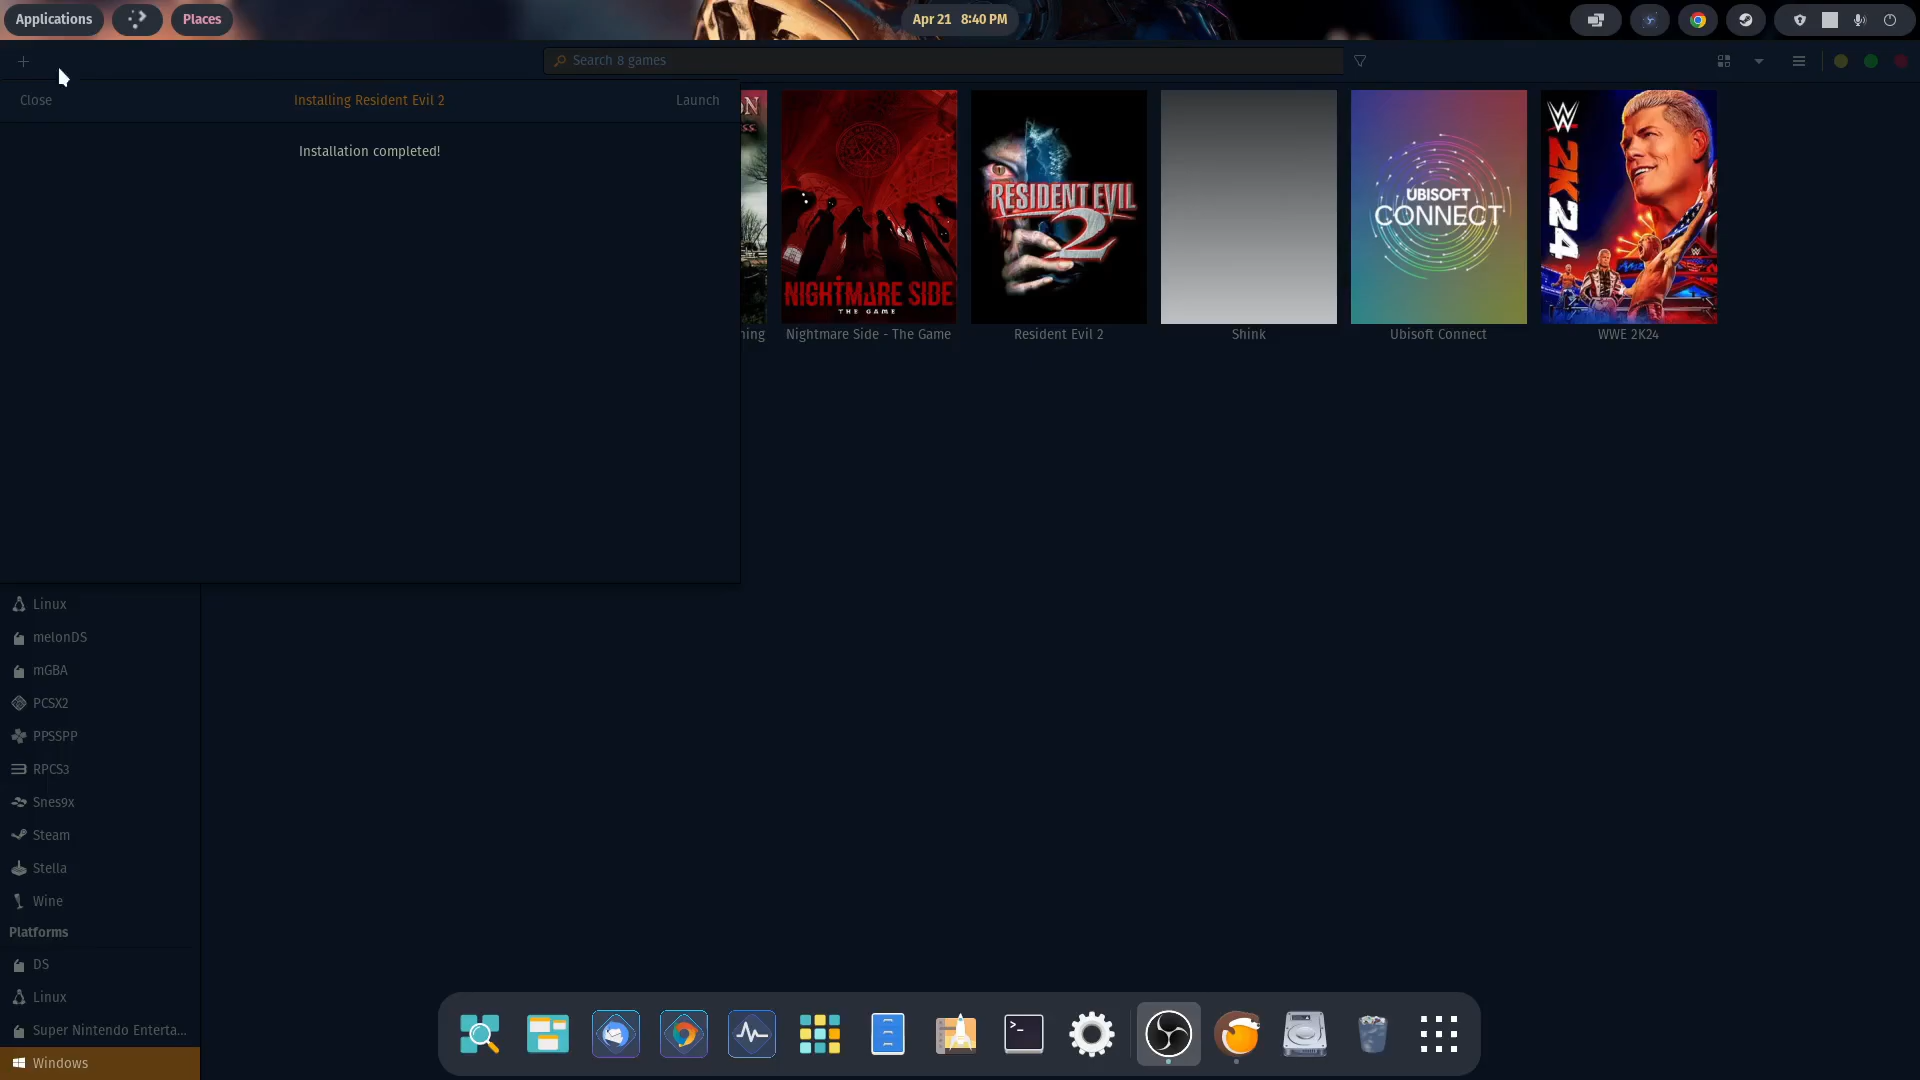 Applications
Places
Apr 21 8:40 PM
Search 8 games
Close
Installing Resident Evil 2
Launch
Installation completed!
ON
SS
NIGHTMARE SIDE
THE GAME
RESIDENT EVIL
2
UBISOFT
CONNECT
W
2K24
ning
Nightmare Side - The Game
Resident Evil 2
Shink
Ubisoft Connect
WWE 2K24
Linux
melonDS
mGBA
PCSX2
PPSSPP
RPCS3
Snes9x
Steam
Stella
Wine
Platforms
DS
Linux
Super Nintendo Enterta...
Windows